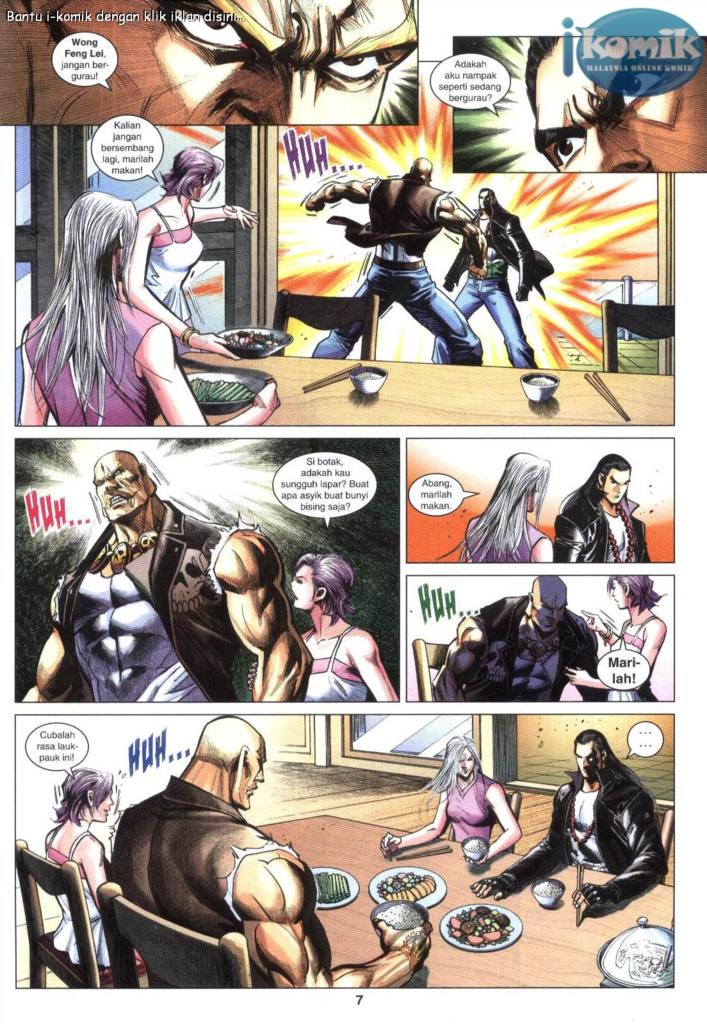 Bantu i-komik dengan klik iklan disini...
Wong
Feng Lei,
jangan ber-
gurau!
ikomik
MALAYSIA ONLINE KOMIK
Adakah
aku nampak
seperti sedang
bergurau?
Kalian
jangan
bersembang
lagi, marilah
makan!
HUH....
HUH...
Si botak,
adakah kau
sungguh lapar? Buat
apa asyik buat bunyi
bising saja?
Abang,
marilah
makan.
HUH...
Mari-
lah!
Cubalah
rasa lauk-
pauk ini!
HUH...
...
...
7